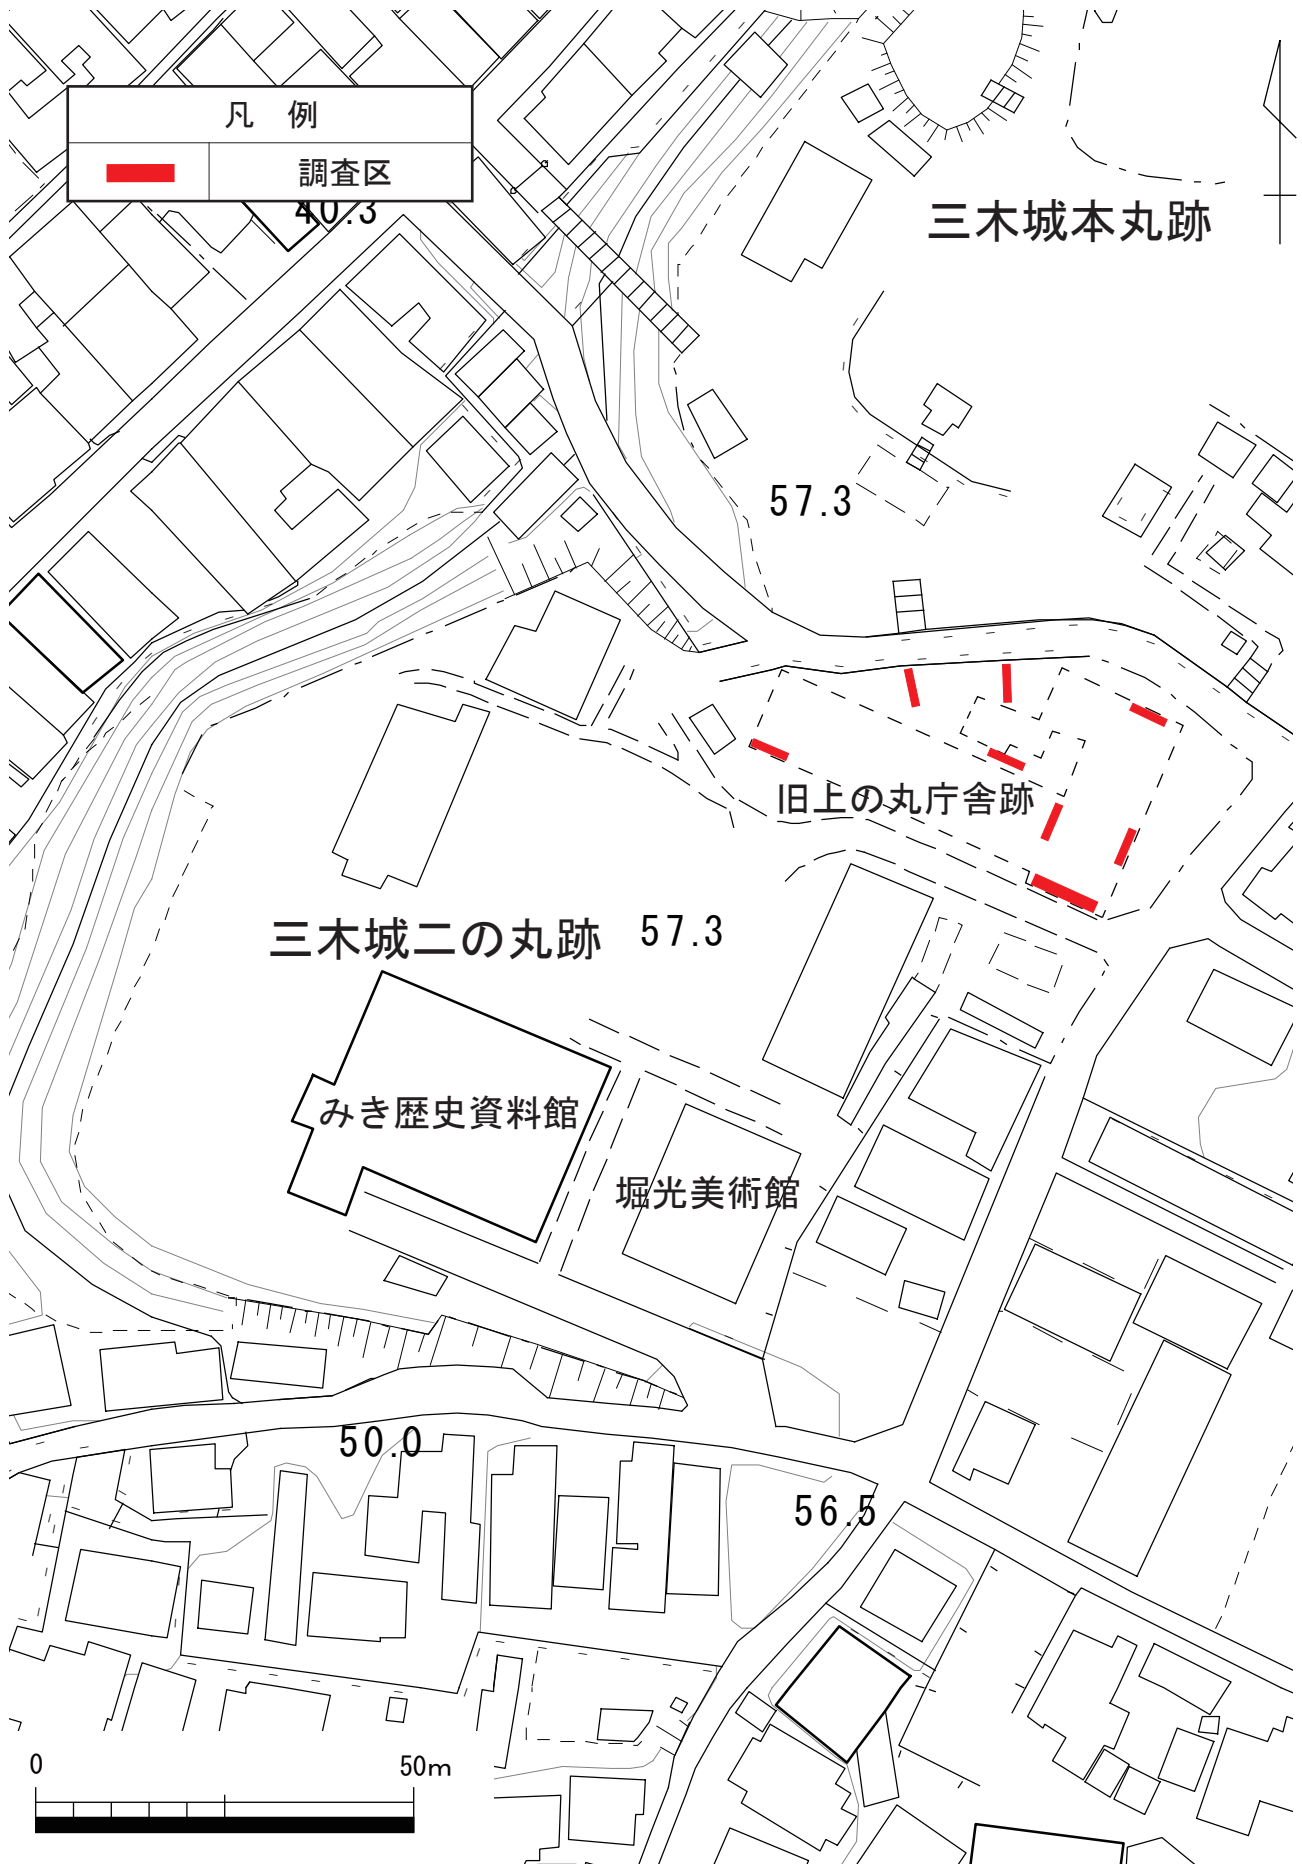 凡 例
調査区
40.3
三木城本丸跡
57.3
旧上の丸庁舎跡
三木城二の丸跡 57.3
みき歴史資料館
堀光美術館
50.0
56.5
0 50m